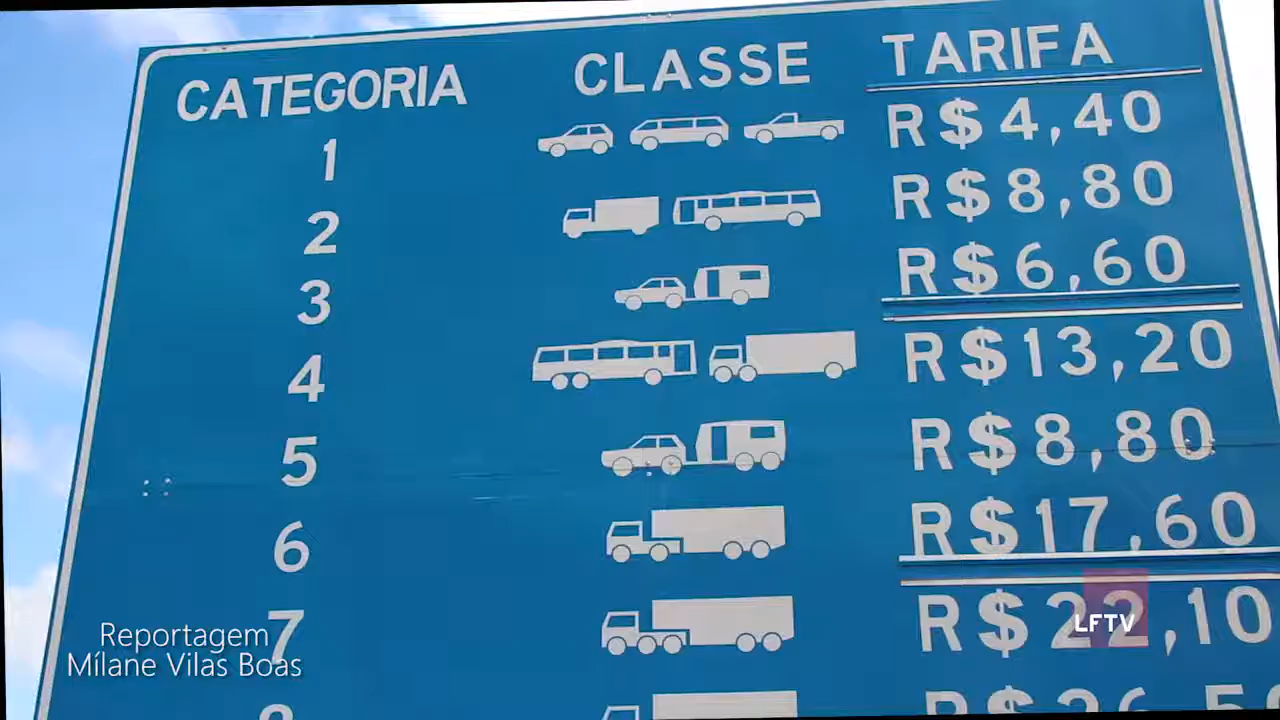 CATEGORIA CLASSE TARIFA
1 R$ 4,40
2 R$ 8,80
3 R$ 6,60
4 R$ 13,20
5 R$ 8,80
6 R$ 17,60
7 R$ 22,10
Reportagem
Mílane Vilas Boas
LFTV